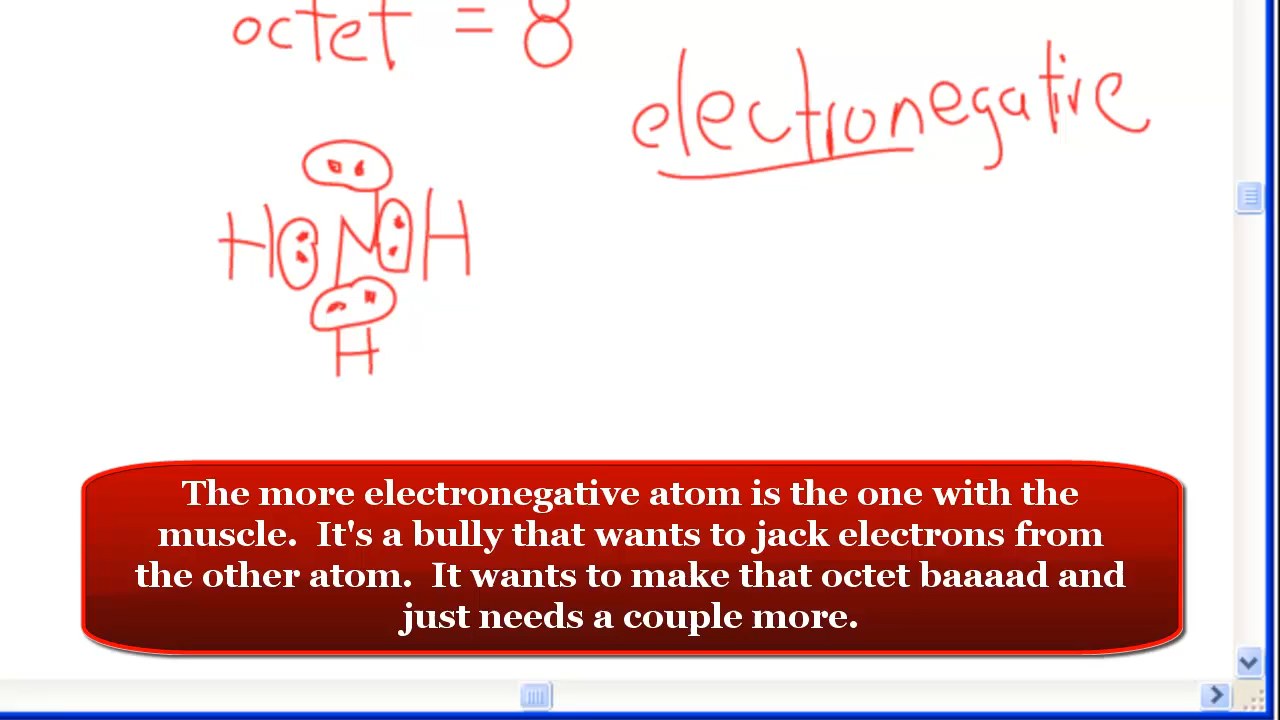 octet = 8
electronegative
H N H
H
The more electronegative atom is the one with the
muscle.  It's a bully that wants to jack electrons from
the other atom.  It wants to make that octet baaaad and
just needs a couple more.